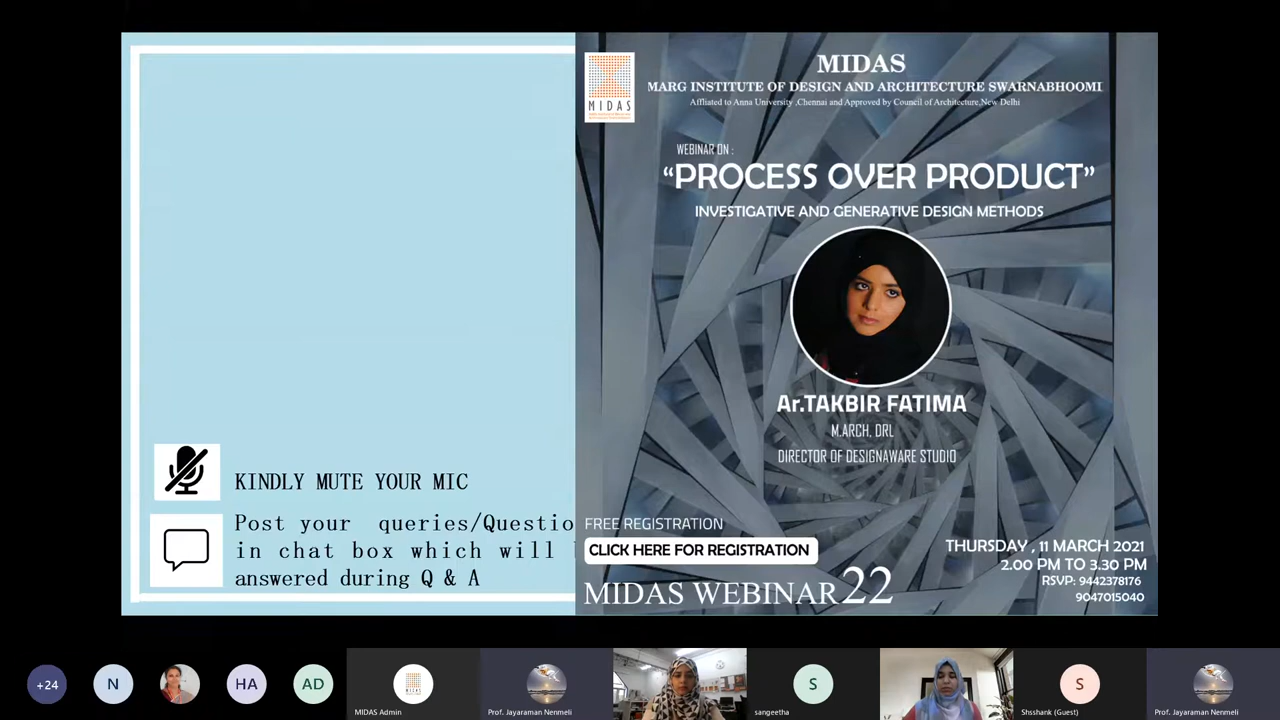 MIDAS
MIDAS
MARG INSTITUTE OF DESIGN AND ARCHITECTURE SWARNABHOOMI
Affliated to Anna University ,Chennai and Approved by Council of Architecture,New Delhi
WEBINAR ON :
“PROCESS OVER PRODUCT”
INVESTIGATIVE AND GENERATIVE DESIGN METHODS
Ar.TAKBIR FATIMA
M.ARCH, DRL
DIRECTOR OF DESIGNAWARE STUDIO
KINDLY MUTE YOUR MIC
Post your queries/Questio
in chat box which will
answered during Q & A
FREE REGISTRATION
CLICK HERE FOR REGISTRATION
MIDAS WEBINAR 22
THURSDAY , 11 MARCH 2021
2.00 PM TO 3.30 PM
RSVP: 9442378176
9047015040
+24
N
HA
AD
MIDAS Admin
Prof. Jayaraman Nenmeli
S
sangeetha
S
Shsshank (Guest)
Prof. Jayaraman Nenmeli